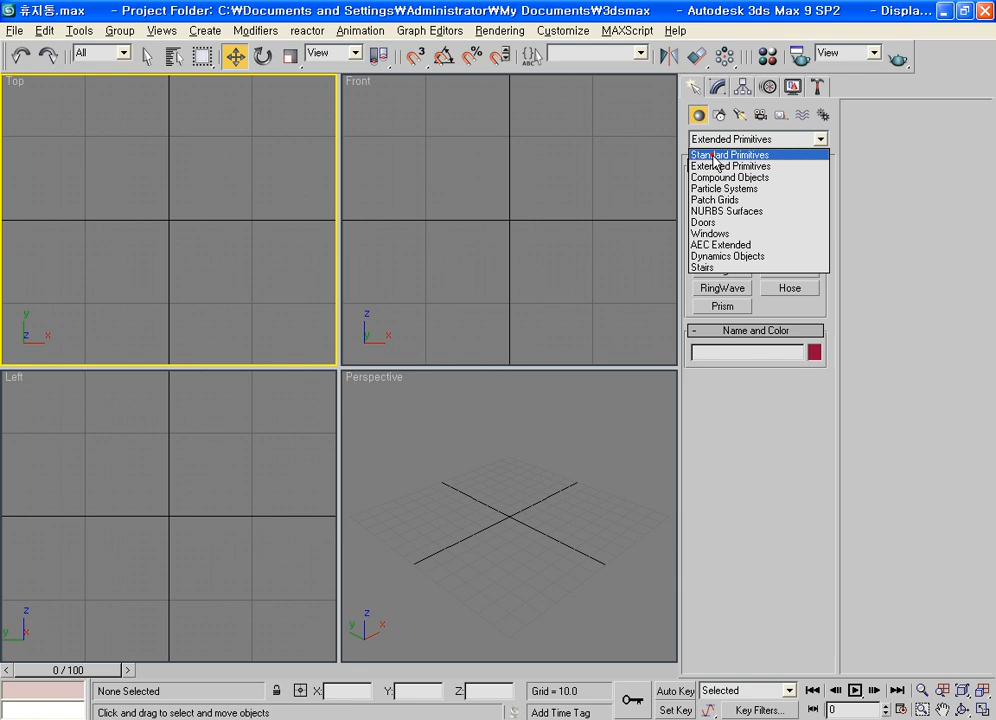 휴지통.max - Project Folder: C:₩Documents and Settings₩Administrator₩My Documents₩3dsmax - Autodesk 3ds Max 9 SP2 - Displa...
File Edit Tools Group Views Create Modifiers reactor Animation Graph Editors Rendering Customize MAXScript Help
All View View
Top
Front
Extended Primitives
Standard Primitives
Extended Primitives
Compound Objects
Particle Systems
Patch Grids
NURBS Surfaces
Doors
Windows
AEC Extended
Dynamics Objects
Stairs
RingWave Hose
Prism
- Name and Color
y
z x
z
y x
Left
Perspective
z
y x
z
y x
< 0 / 100 >
None Selected X: Y: Z: Grid = 10.0 Auto Key Selected
Click and drag to select and move objects Add Time Tag Set Key Key Filters... 0